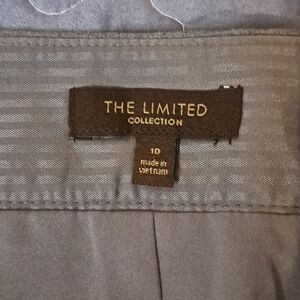 THE LIMITED
COLLECTION
10
made in
vietnam